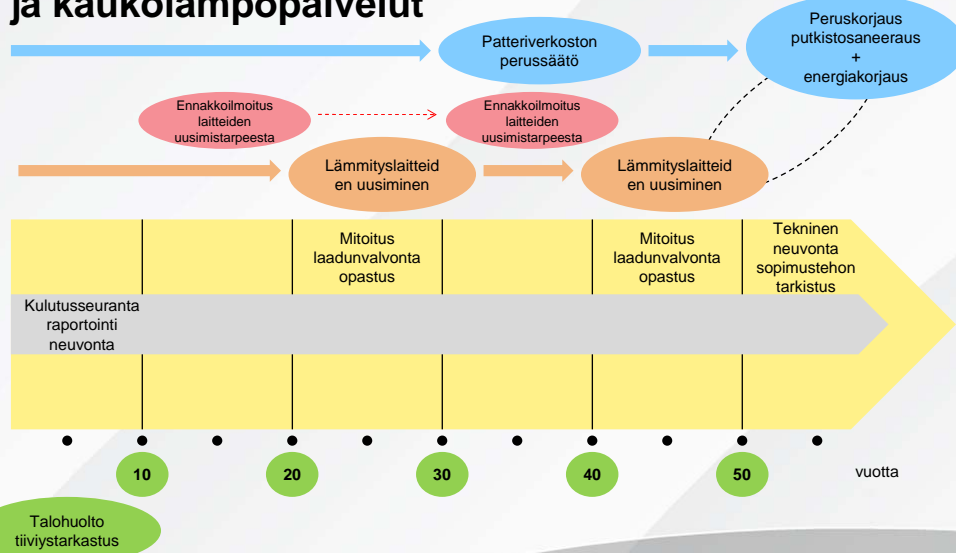 ja kaukolämpöpalvelut
Patteriverkoston
perussäätö
Peruskorjaus
putkistosaneeraus
+
energiakorjaus
Ennakkoilmoitus
laitteiden
uusimistarpeesta
Ennakkoilmoitus
laitteiden
uusimistarpeesta
Lämmityslaitteid
en uusiminen
Lämmityslaitteid
en uusiminen
Mitoitus
laadunvalvonta
opastus
Mitoitus
laadunvalvonta
opastus
Tekninen
neuvonta
sopimustehon
tarkistus
Kulutusseuranta
raportointi
neuvonta
10
20
30
40
50
vuotta
Talohuolto
tiiviystarkastus